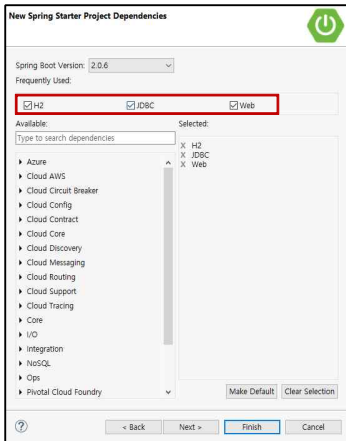 New Spring Starter Project Dependencies
Spring Boot Version: 2.0.6
Frequently Used:
H2 JDBC Web
Available: Selected:
Type to search dependencies
X H2
X JDBC
X Web
Azure
Cloud AWS
Cloud Circuit Breaker
Cloud Config
Cloud Contract
Cloud Core
Cloud Discovery
Cloud Messaging
Cloud Routing
Cloud Support
Cloud Tracing
Core
I/O
Integration
NoSQL
Ops
Pivotal Cloud Foundry
Make Default Clear Selection
? < Back Next > Finish Cancel